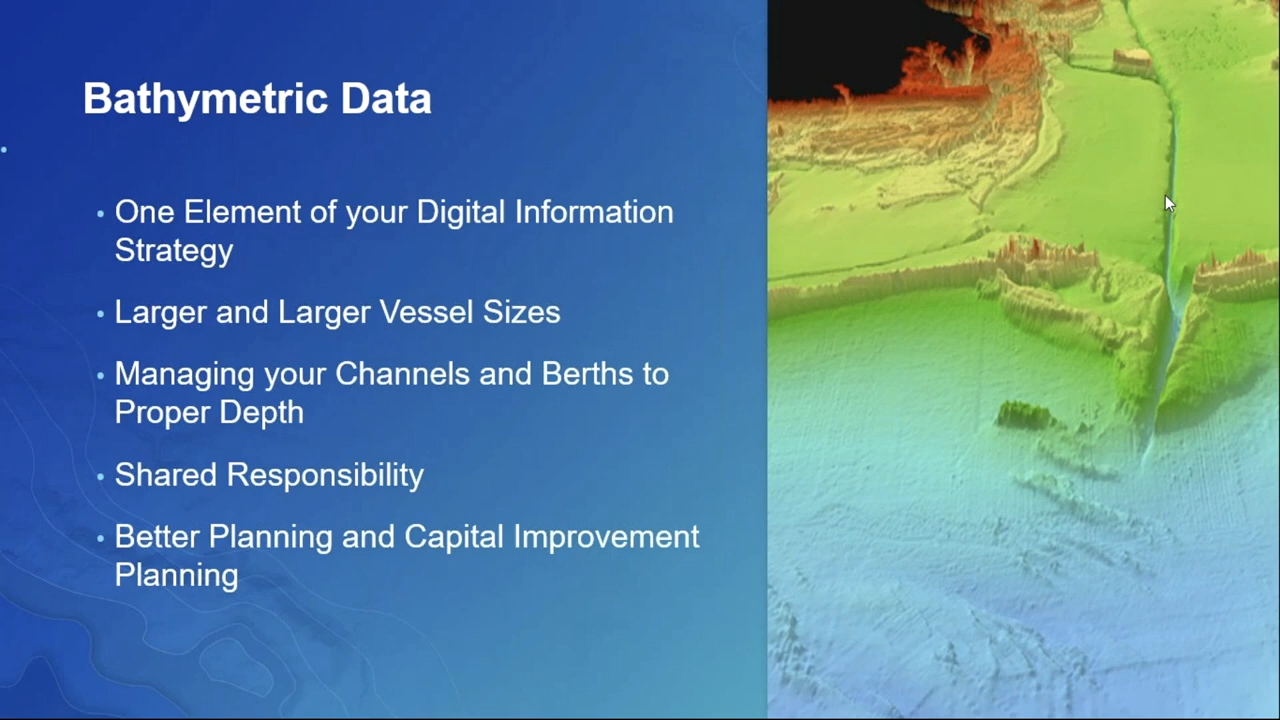 Bathymetric Data
• One Element of your Digital Information
Strategy
• Larger and Larger Vessel Sizes
• Managing your Channels and Berths to
Proper Depth
• Shared Responsibility
• Better Planning and Capital Improvement
Planning